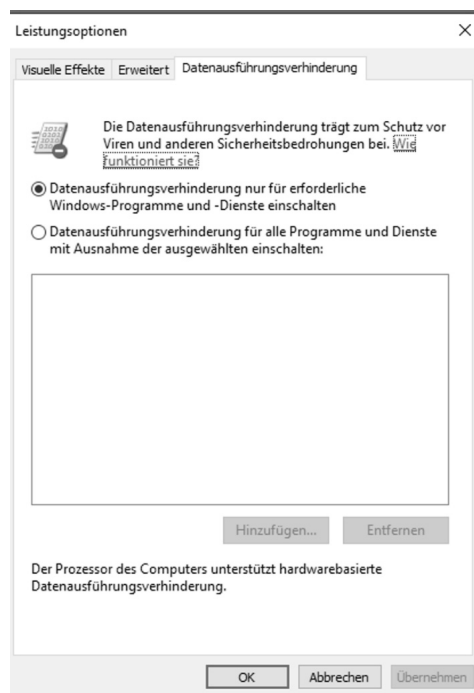 Leistungsoptionen
Visuelle Effekte Erweitert Datenausführungsverhinderung
Die Datenausführungsverhinderung trägt zum Schutz vor
Viren und anderen Sicherheitsbedrohungen bei. Wie
funktioniert sie?
Datenausführungsverhinderung nur für erforderliche
Windows-Programme und -Dienste einschalten
Datenausführungsverhinderung für alle Programme und Dienste
mit Ausnahme der ausgewählten einschalten:
Hinzufügen... Entfernen
Der Prozessor des Computers unterstützt hardwarebasierte
Datenausführungsverhinderung.
OK Abbrechen Übernehmen